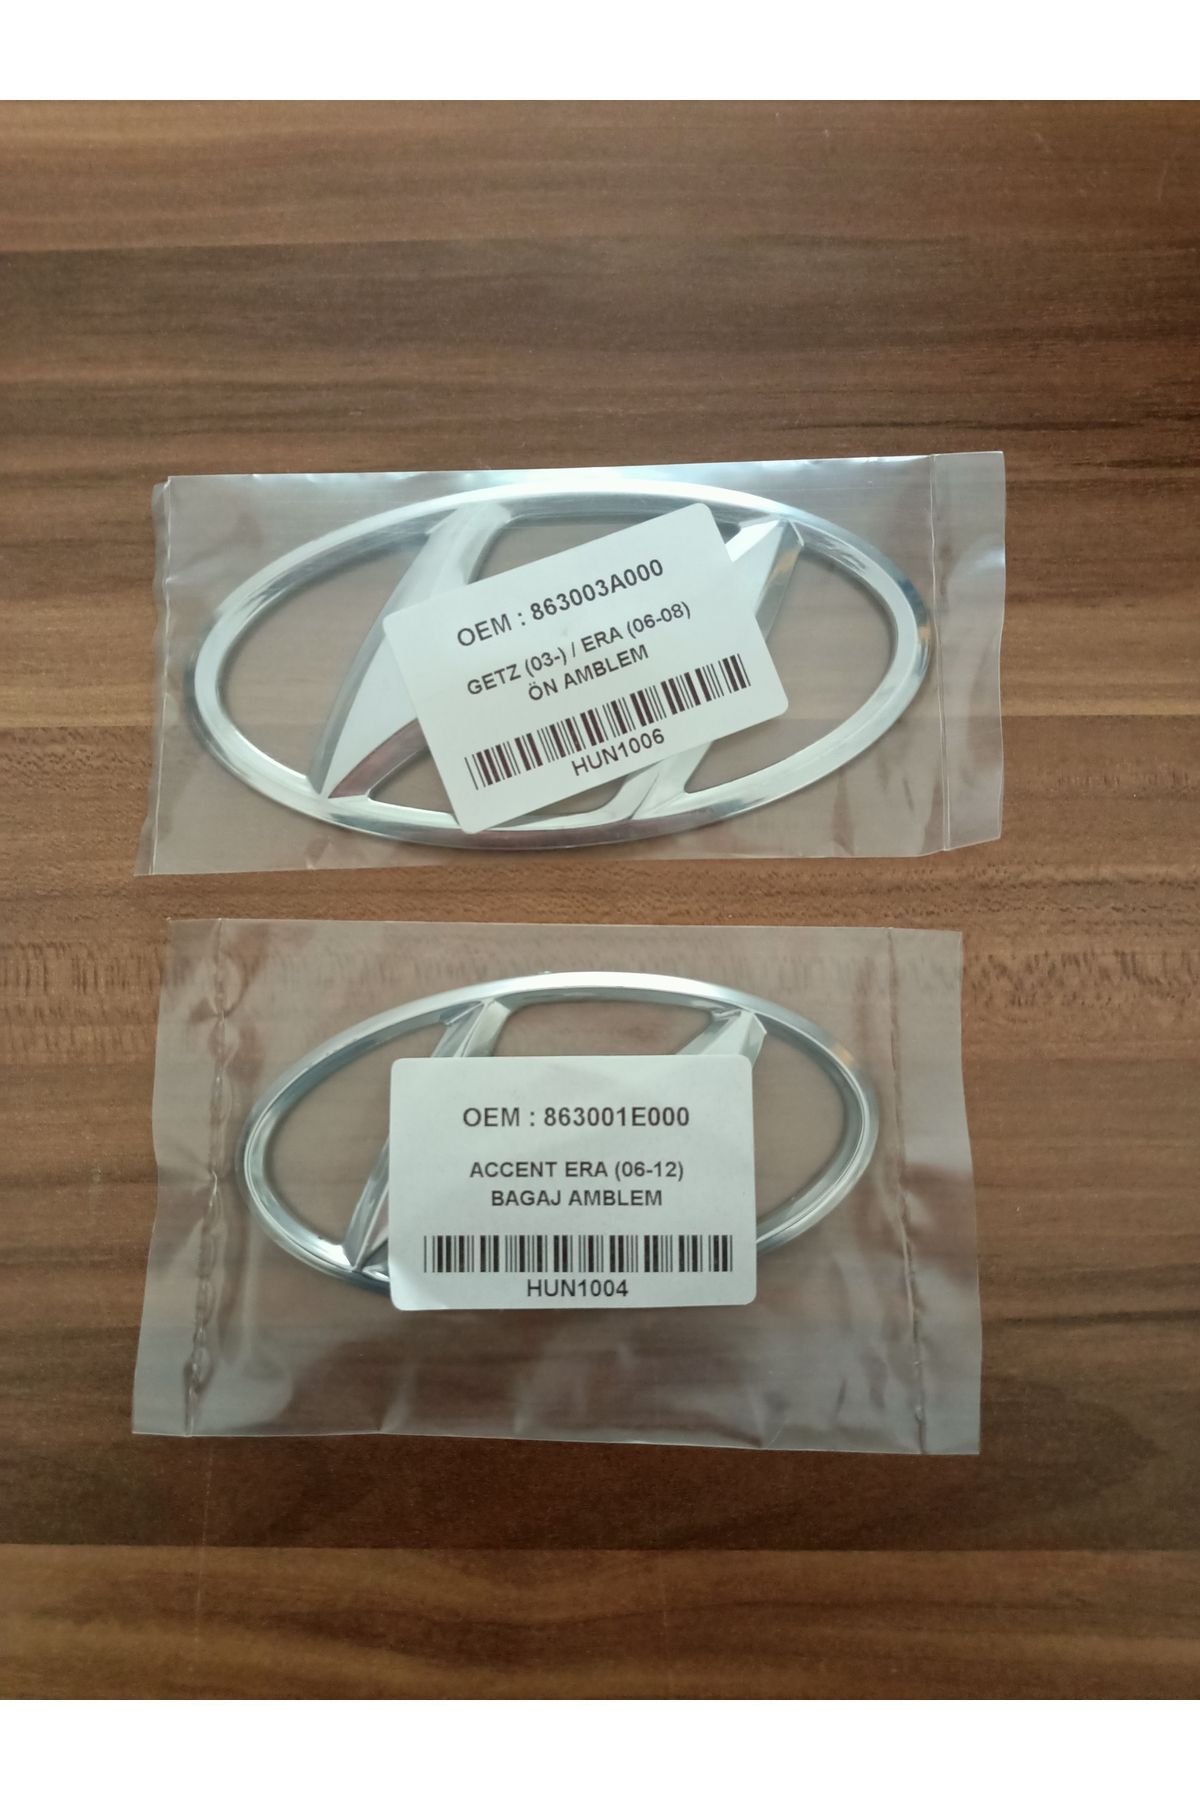 OEM : 863003A000
GETZ (03-) / ERA (06-08)
ÖN AMBLEM
HUN1006
OEM : 863001E000
ACCENT ERA (06-12)
BAGAJ AMBLEM
HUN1004